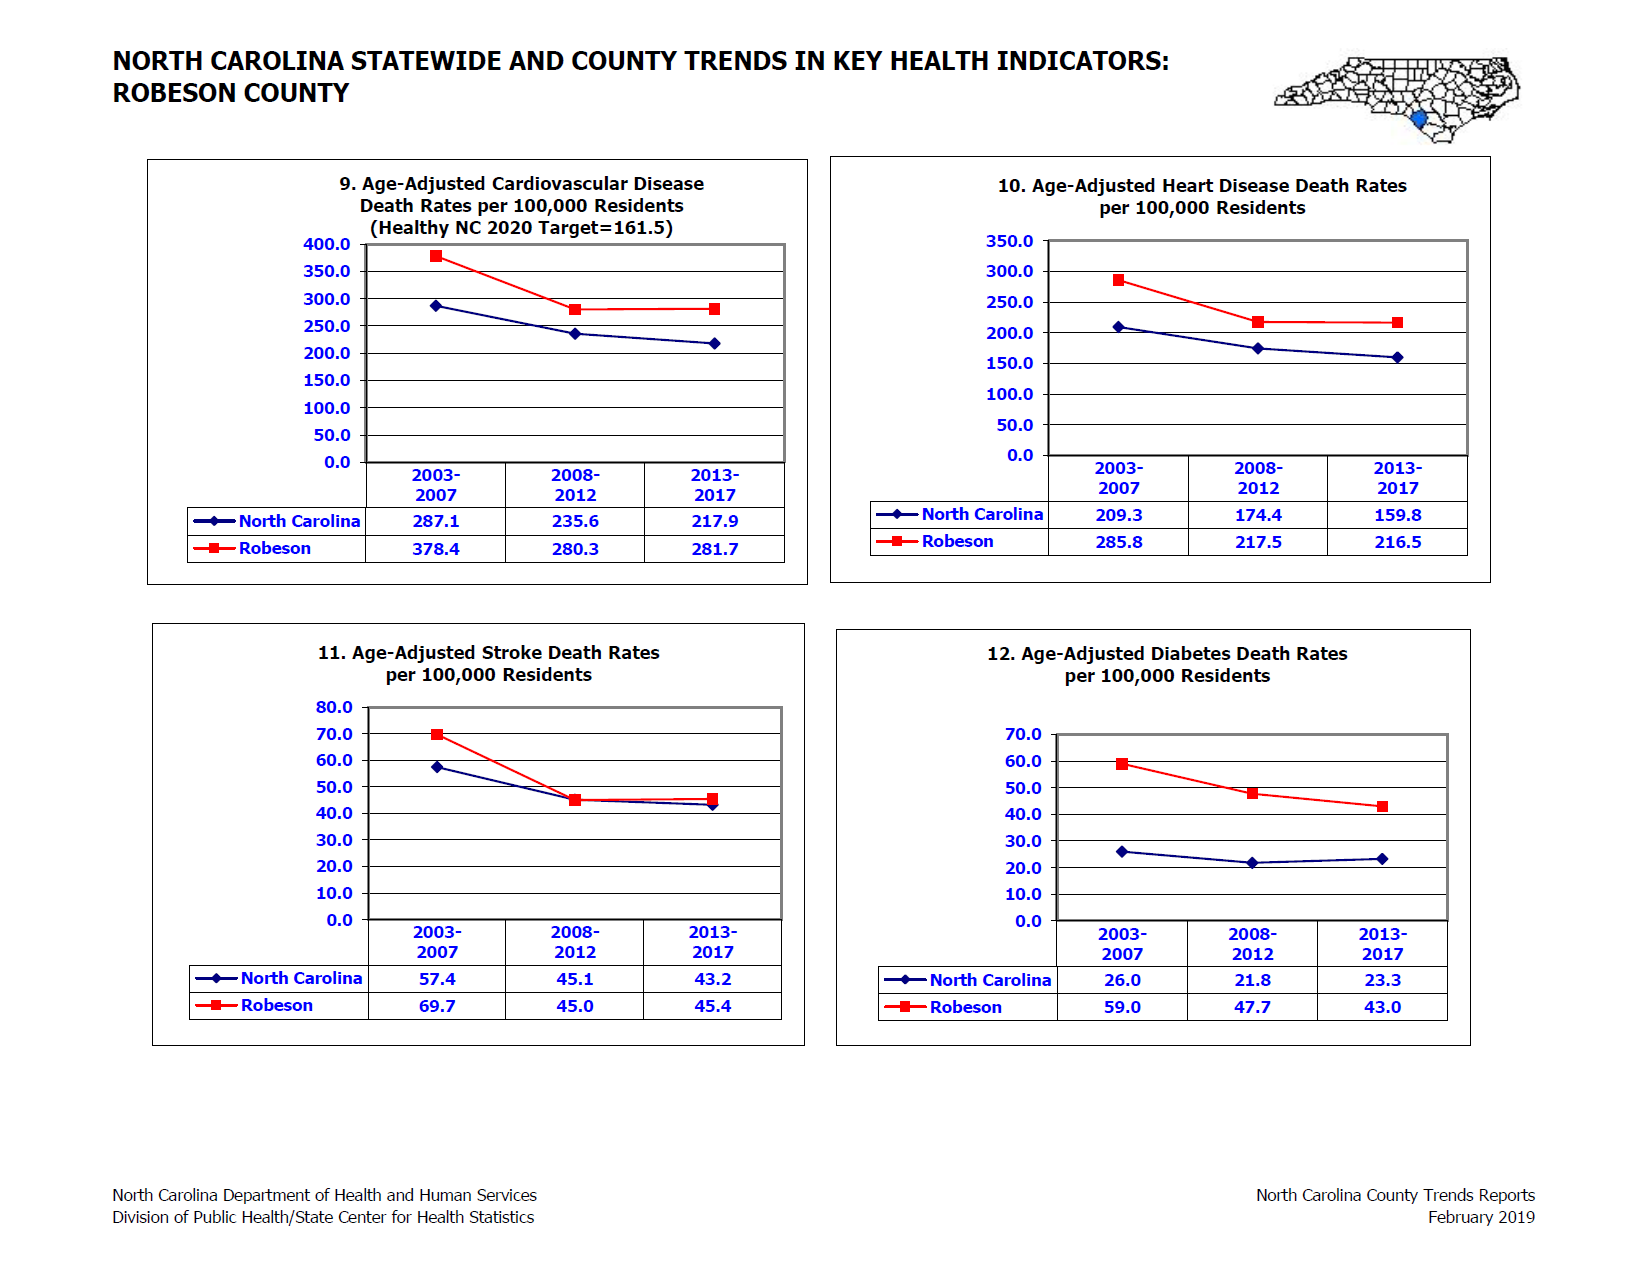 NORTH CAROLINA STATEWIDE AND COUNTY TRENDS IN KEY HEALTH INDICATORS:
ROBESON COUNTY
9. Age-Adjusted Cardiovascular Disease
Death Rates per 100,000 Residents
(Healthy NC 2020 Target=161.5)
400.0
350.0
300.0
250.0
200.0
150.0
100.0
50.0
0.0
2003- 2008- 2013-
2007 2012 2017
North Carolina 287.1 235.6 217.9
Robeson 378.4 280.3 281.7
10. Age-Adjusted Heart Disease Death Rates
per 100,000 Residents
350.0
300.0
250.0
200.0
150.0
100.0
50.0
0.0
2003- 2008- 2013-
2007 2012 2017
North Carolina 209.3 174.4 159.8
Robeson 285.8 217.5 216.5
11. Age-Adjusted Stroke Death Rates
per 100,000 Residents
80.0
70.0
60.0
50.0
40.0
30.0
20.0
10.0
0.0
2003- 2008- 2013-
2007 2012 2017
North Carolina 57.4 45.1 43.2
Robeson 69.7 45.0 45.4
12. Age-Adjusted Diabetes Death Rates
per 100,000 Residents
70.0
60.0
50.0
40.0
30.0
20.0
10.0
0.0
2003- 2008- 2013-
2007 2012 2017
North Carolina 26.0 21.8 23.3
Robeson 59.0 47.7 43.0
North Carolina Department of Health and Human Services
Division of Public Health/State Center for Health Statistics
North Carolina County Trends Reports
February 2019